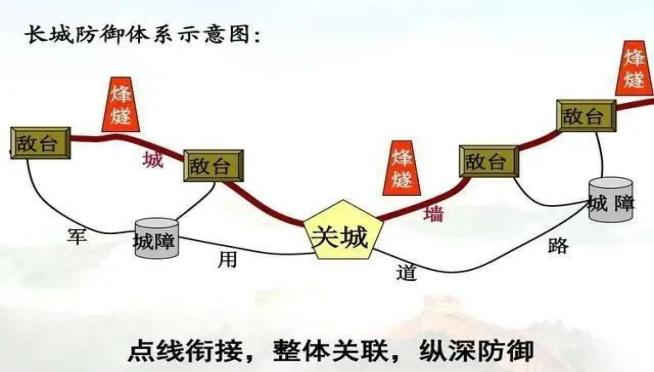 长城防御体系示意图：
烽燧
烽燧
敌台
敌台
城
敌台
烽燧
敌台
墙
城障
城障
关城
军
用
道
路
点线衔接，整体关联，纵深防御